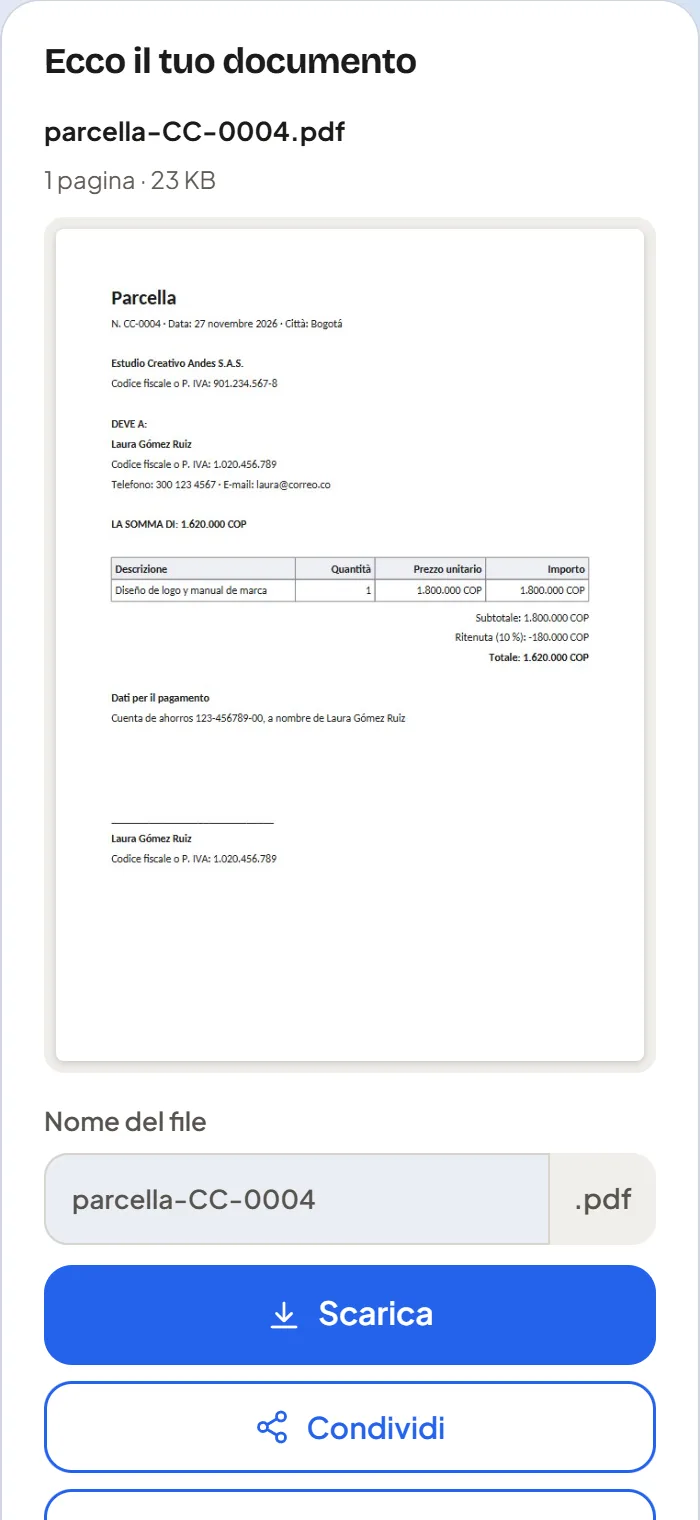 Ecco il tuo documento
parcella-CC-0004.pdf
1 pagina · 23 KB
Parcella
N. CC-0004 · Data: 27 novembre 2026 · Città: Bogotá
Estudio Creativo Andes S.A.S.
Codice fiscale o P. IVA: 901.234.567-8
DEVE A:
Laura Gómez Ruiz
Codice fiscale o P. IVA: 1.020.456.789
Telefono: 300 123 4567 · E-mail: laura@correo.co
LA SOMMA DI: 1.620.000 COP
Descrizione Quantità Prezzo unitario Importo
Diseño de logo y manual de marca 1 1.800.000 COP 1.800.000 COP
Subtotale: 1.800.000 COP
Ritenuta (10 %): -180.000 COP
Totale: 1.620.000 COP
Dati per il pagamento
Cuenta de ahorros 123-456789-00, a nombre de Laura Gómez Ruiz
Laura Gómez Ruiz
Codice fiscale o P. IVA: 1.020.456.789
Nome del file
parcella-CC-0004 .pdf
Scarica
Condividi